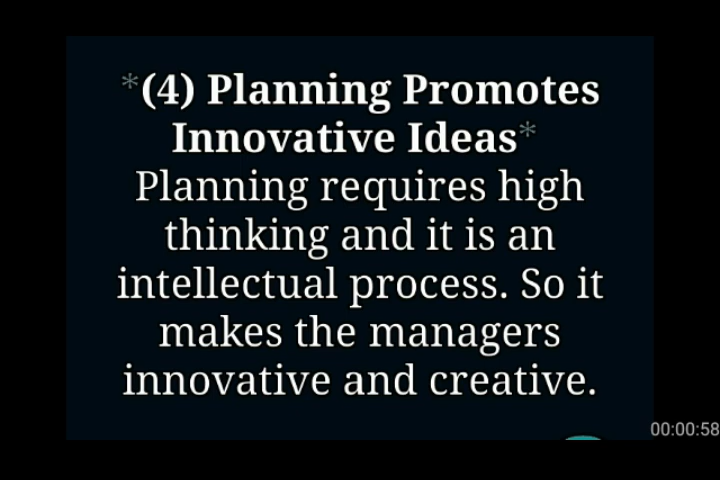 *(4) Planning Promotes
Innovative Ideas*
Planning requires high
thinking and it is an
intellectual process. So it
makes the managers
innovative and creative.
00:00:58